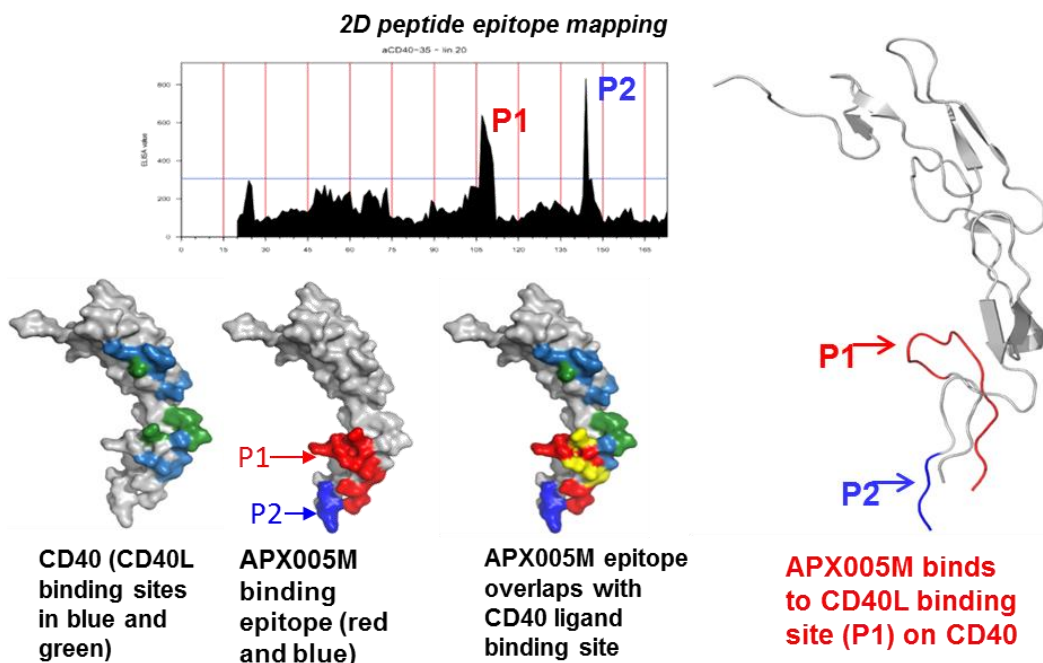 2D peptide epitope mapping
aCD40-35 - lin.20
ELISA value
600
400
200
0
0 15 30 45 60 75 90 105 120 135 150 165
P1
P2
P1
P2
P1
P2
CD40 (CD40L
binding sites
in blue and
green)
APX005M
binding
epitope (red
and blue)
APX005M epitope
overlaps with
CD40 ligand
binding site
APX005M binds
to CD40L binding
site (P1) on CD40